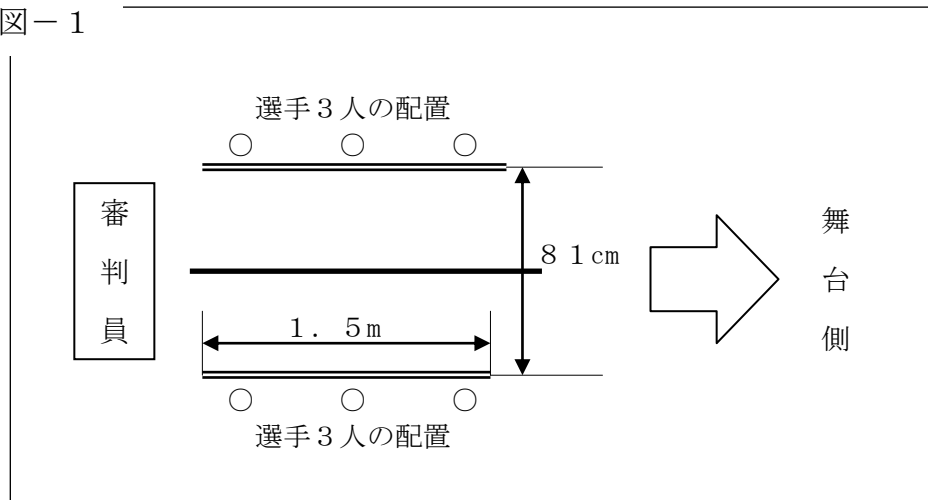 図－１
選手３人の配置
○　○　○
審判員
８１cm
舞台側
１．５m
○　○　○
選手３人の配置